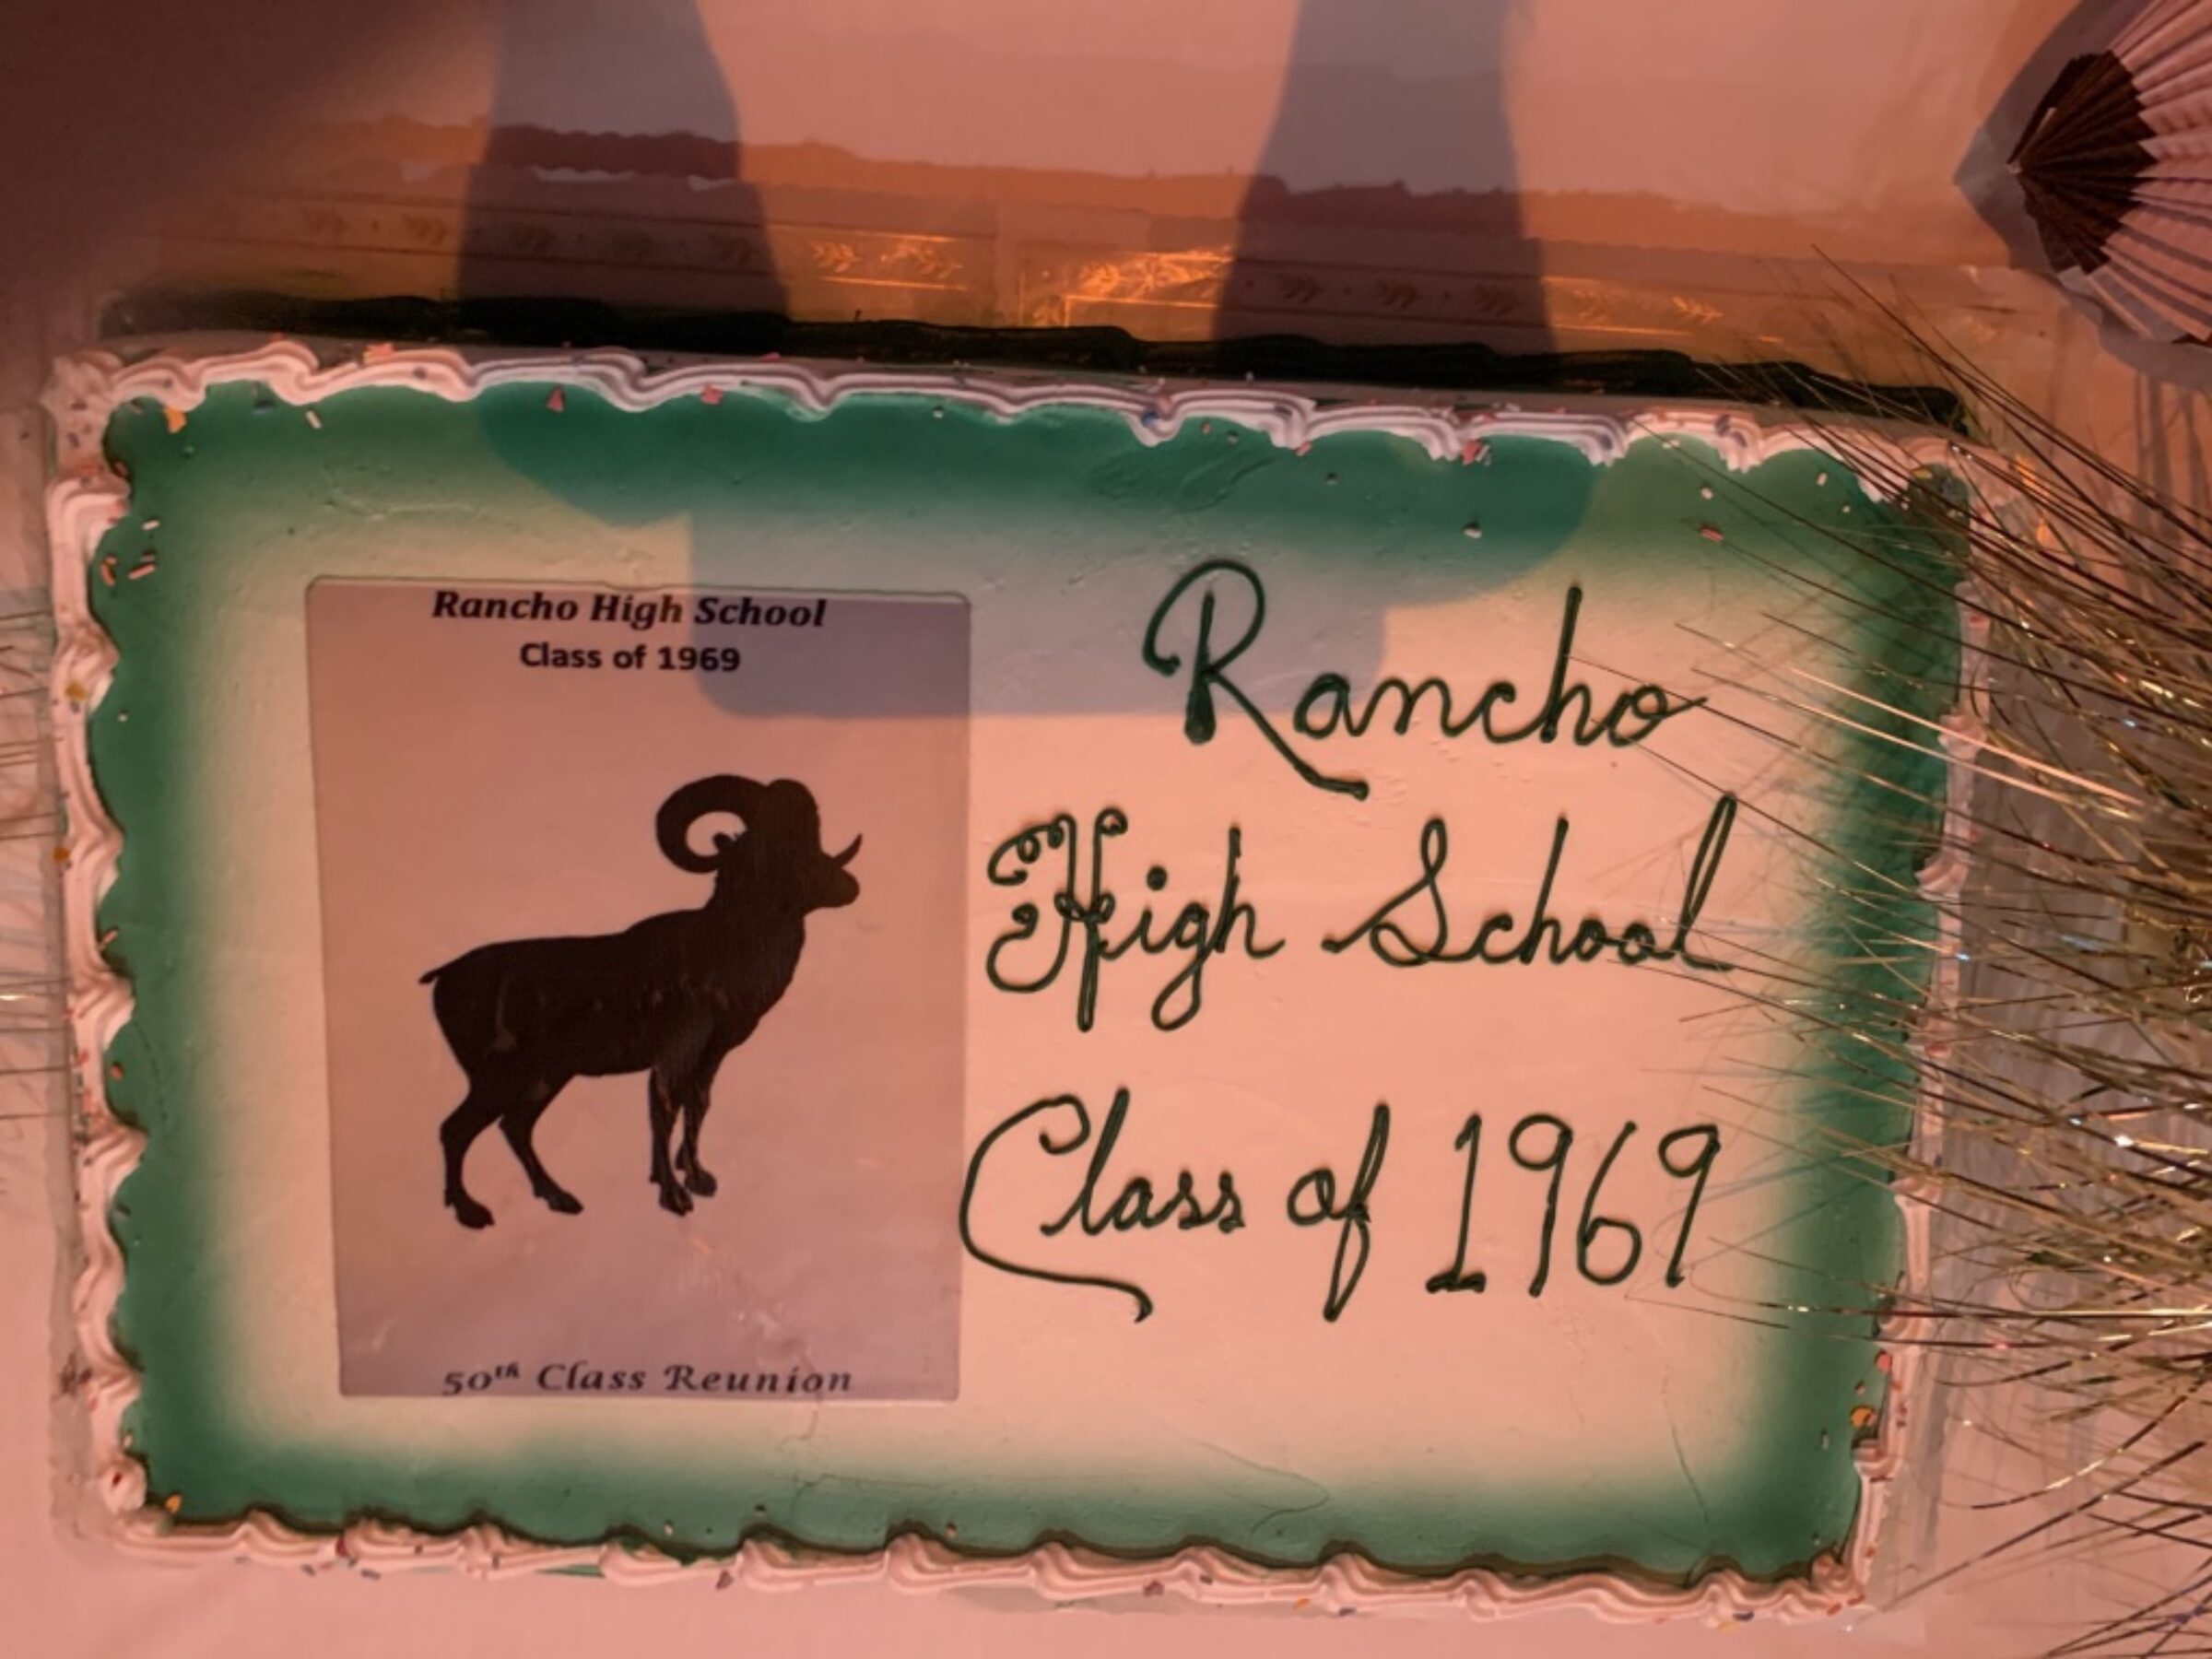 Rancho High School
Class of 1969
50th Class Reunion
Rancho
High School
Class of 1969